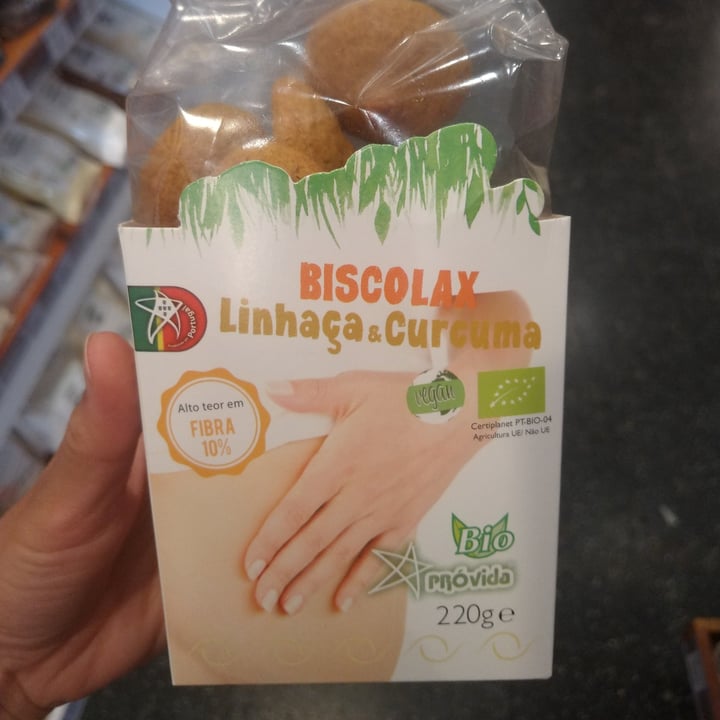 BISCOLAX
Linhaça & Curcuma
Portugal
Alto teor em
FIBRA
10%
vegan
Certiplanet PT-BIO-04
Agricultura UE/ Não UE
Bio
PRÓvida
220g e